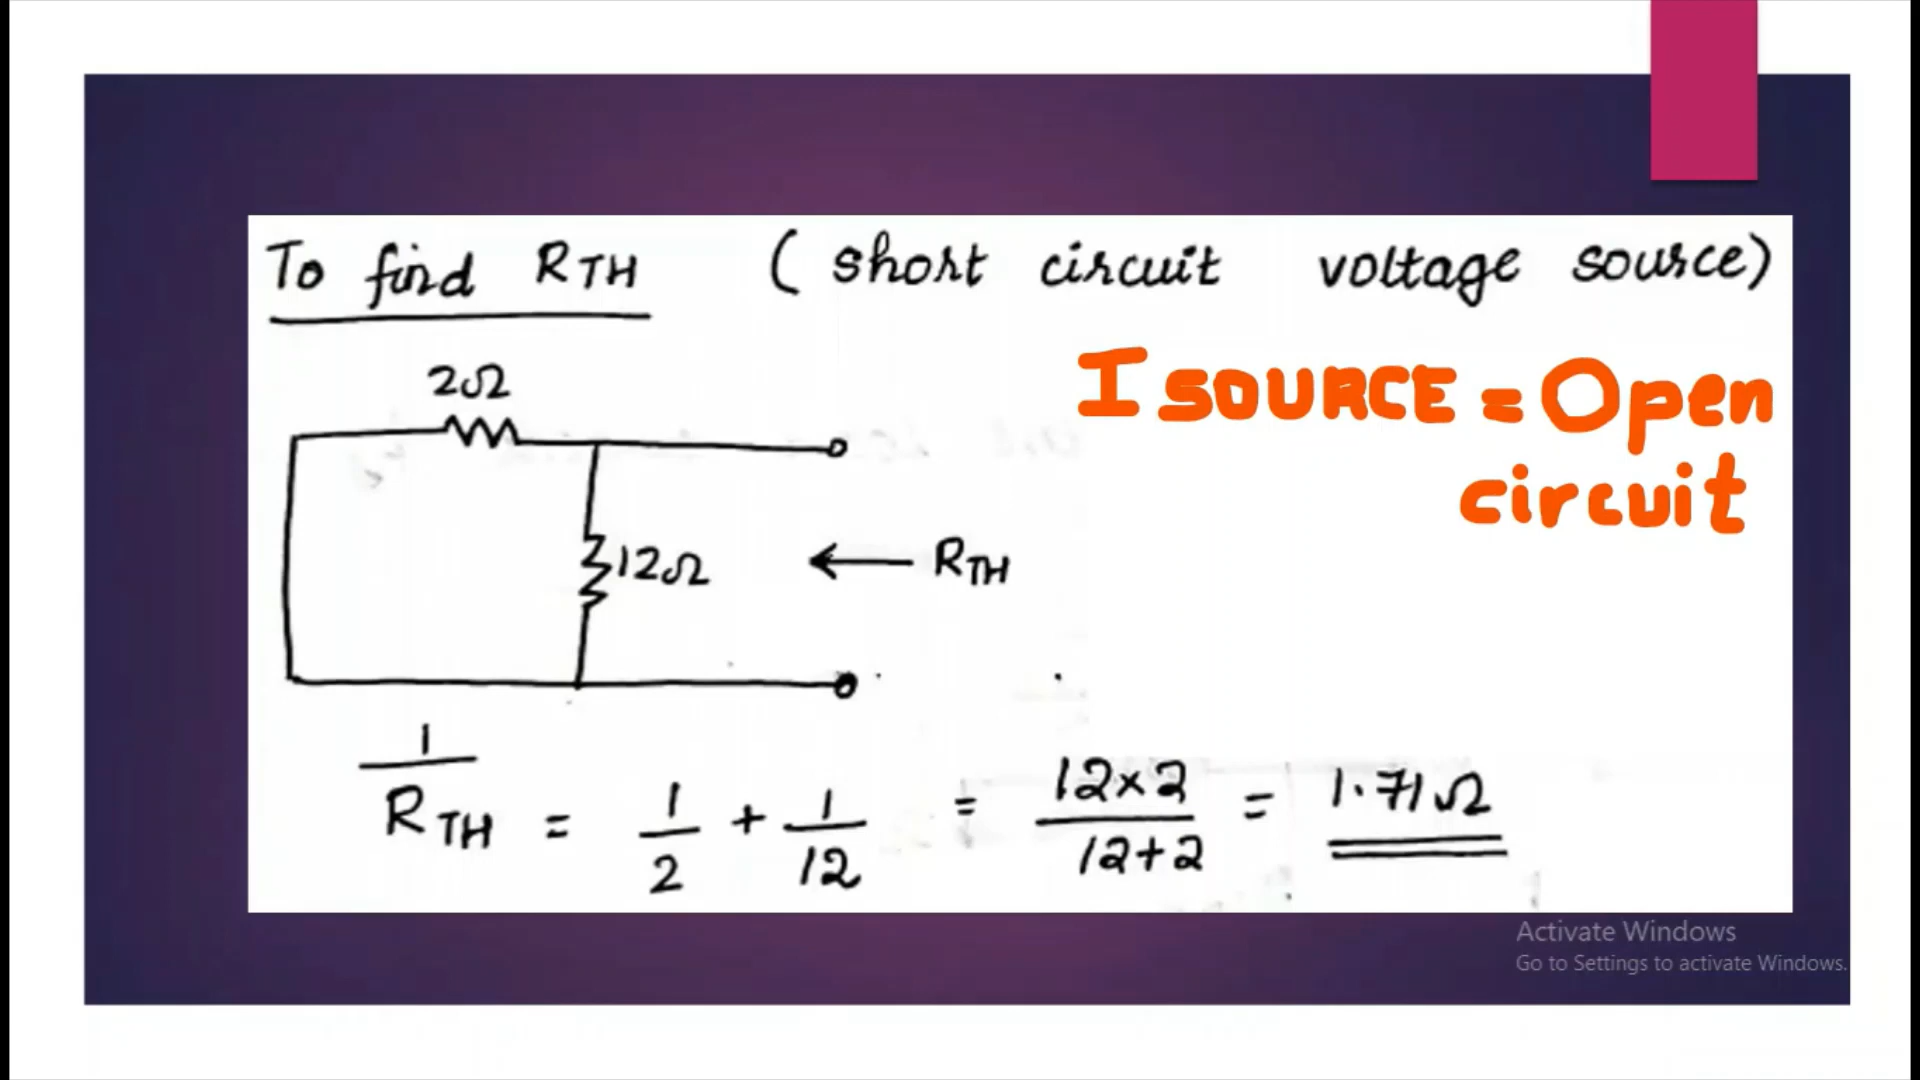 To find RTH (short circuit voltage source)
I SOURCE = Open
circuit
2Ω
12Ω
← RTH
1/RTH = 1/2 + 1/12 = 12×2/12+2 = 1.71Ω
Activate Windows
Go to Settings to activate Windows.